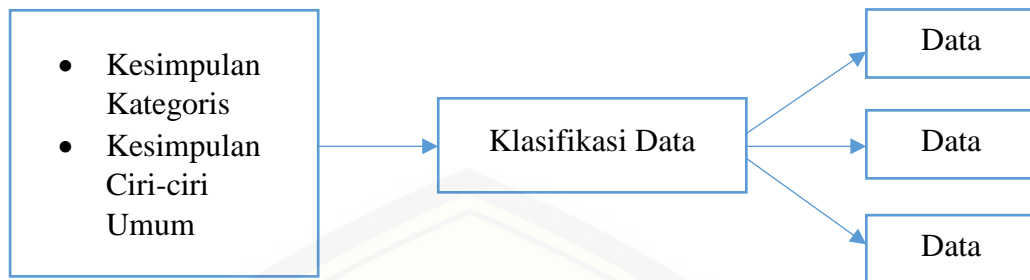 • Kesimpulan
Kategoris
• Kesimpulan
Ciri-ciri
Umum
Klasifikasi Data
Data
Data
Data